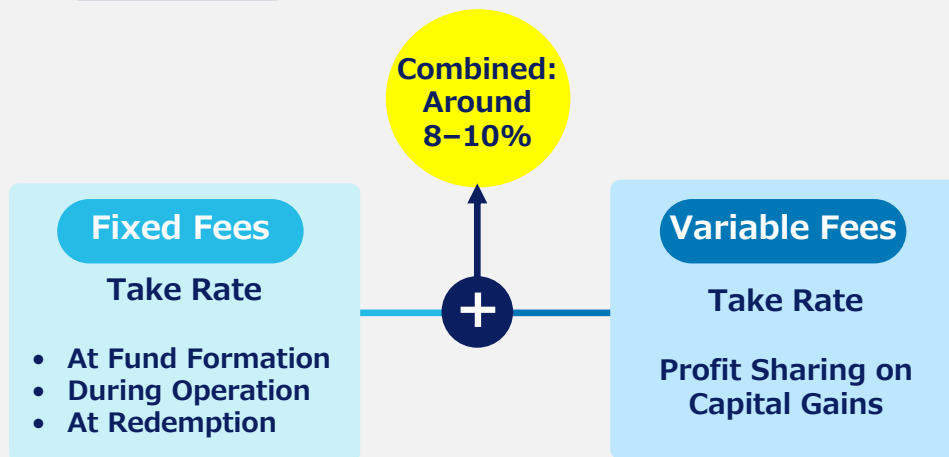 Combined:
Around
8–10%
Fixed Fees
Take Rate
• At Fund Formation
• During Operation
• At Redemption
+
Variable Fees
Take Rate
Profit Sharing on
Capital Gains